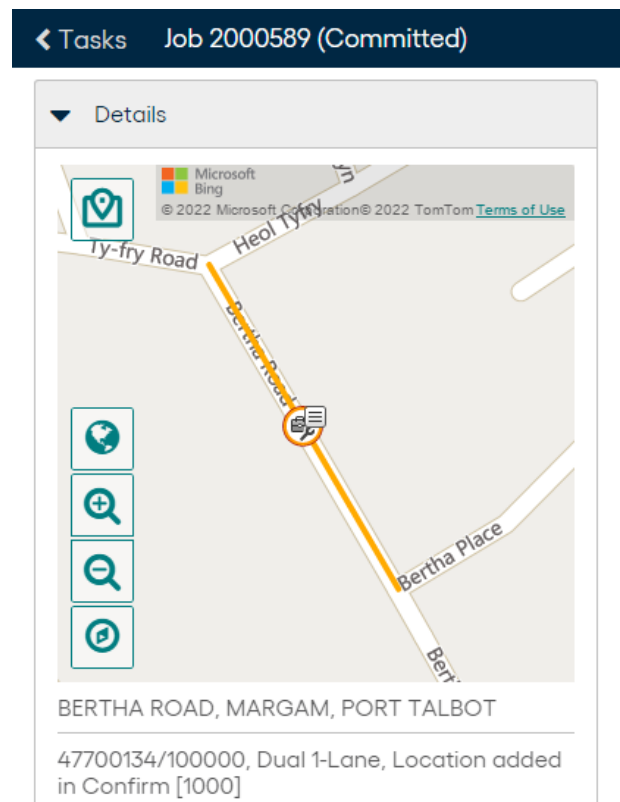 Tasks Job 2000589 (Committed)
Details
Microsoft
Bing
© 2022 Microsoft Corporation© 2022 TomTom Terms of Use
yn
Heol Tyfry
Ty-fry Road
Bertha Road
Bertha Place
Bert
BERTHA ROAD, MARGAM, PORT TALBOT
47700134/100000, Dual 1-Lane, Location added
in Confirm [1000]